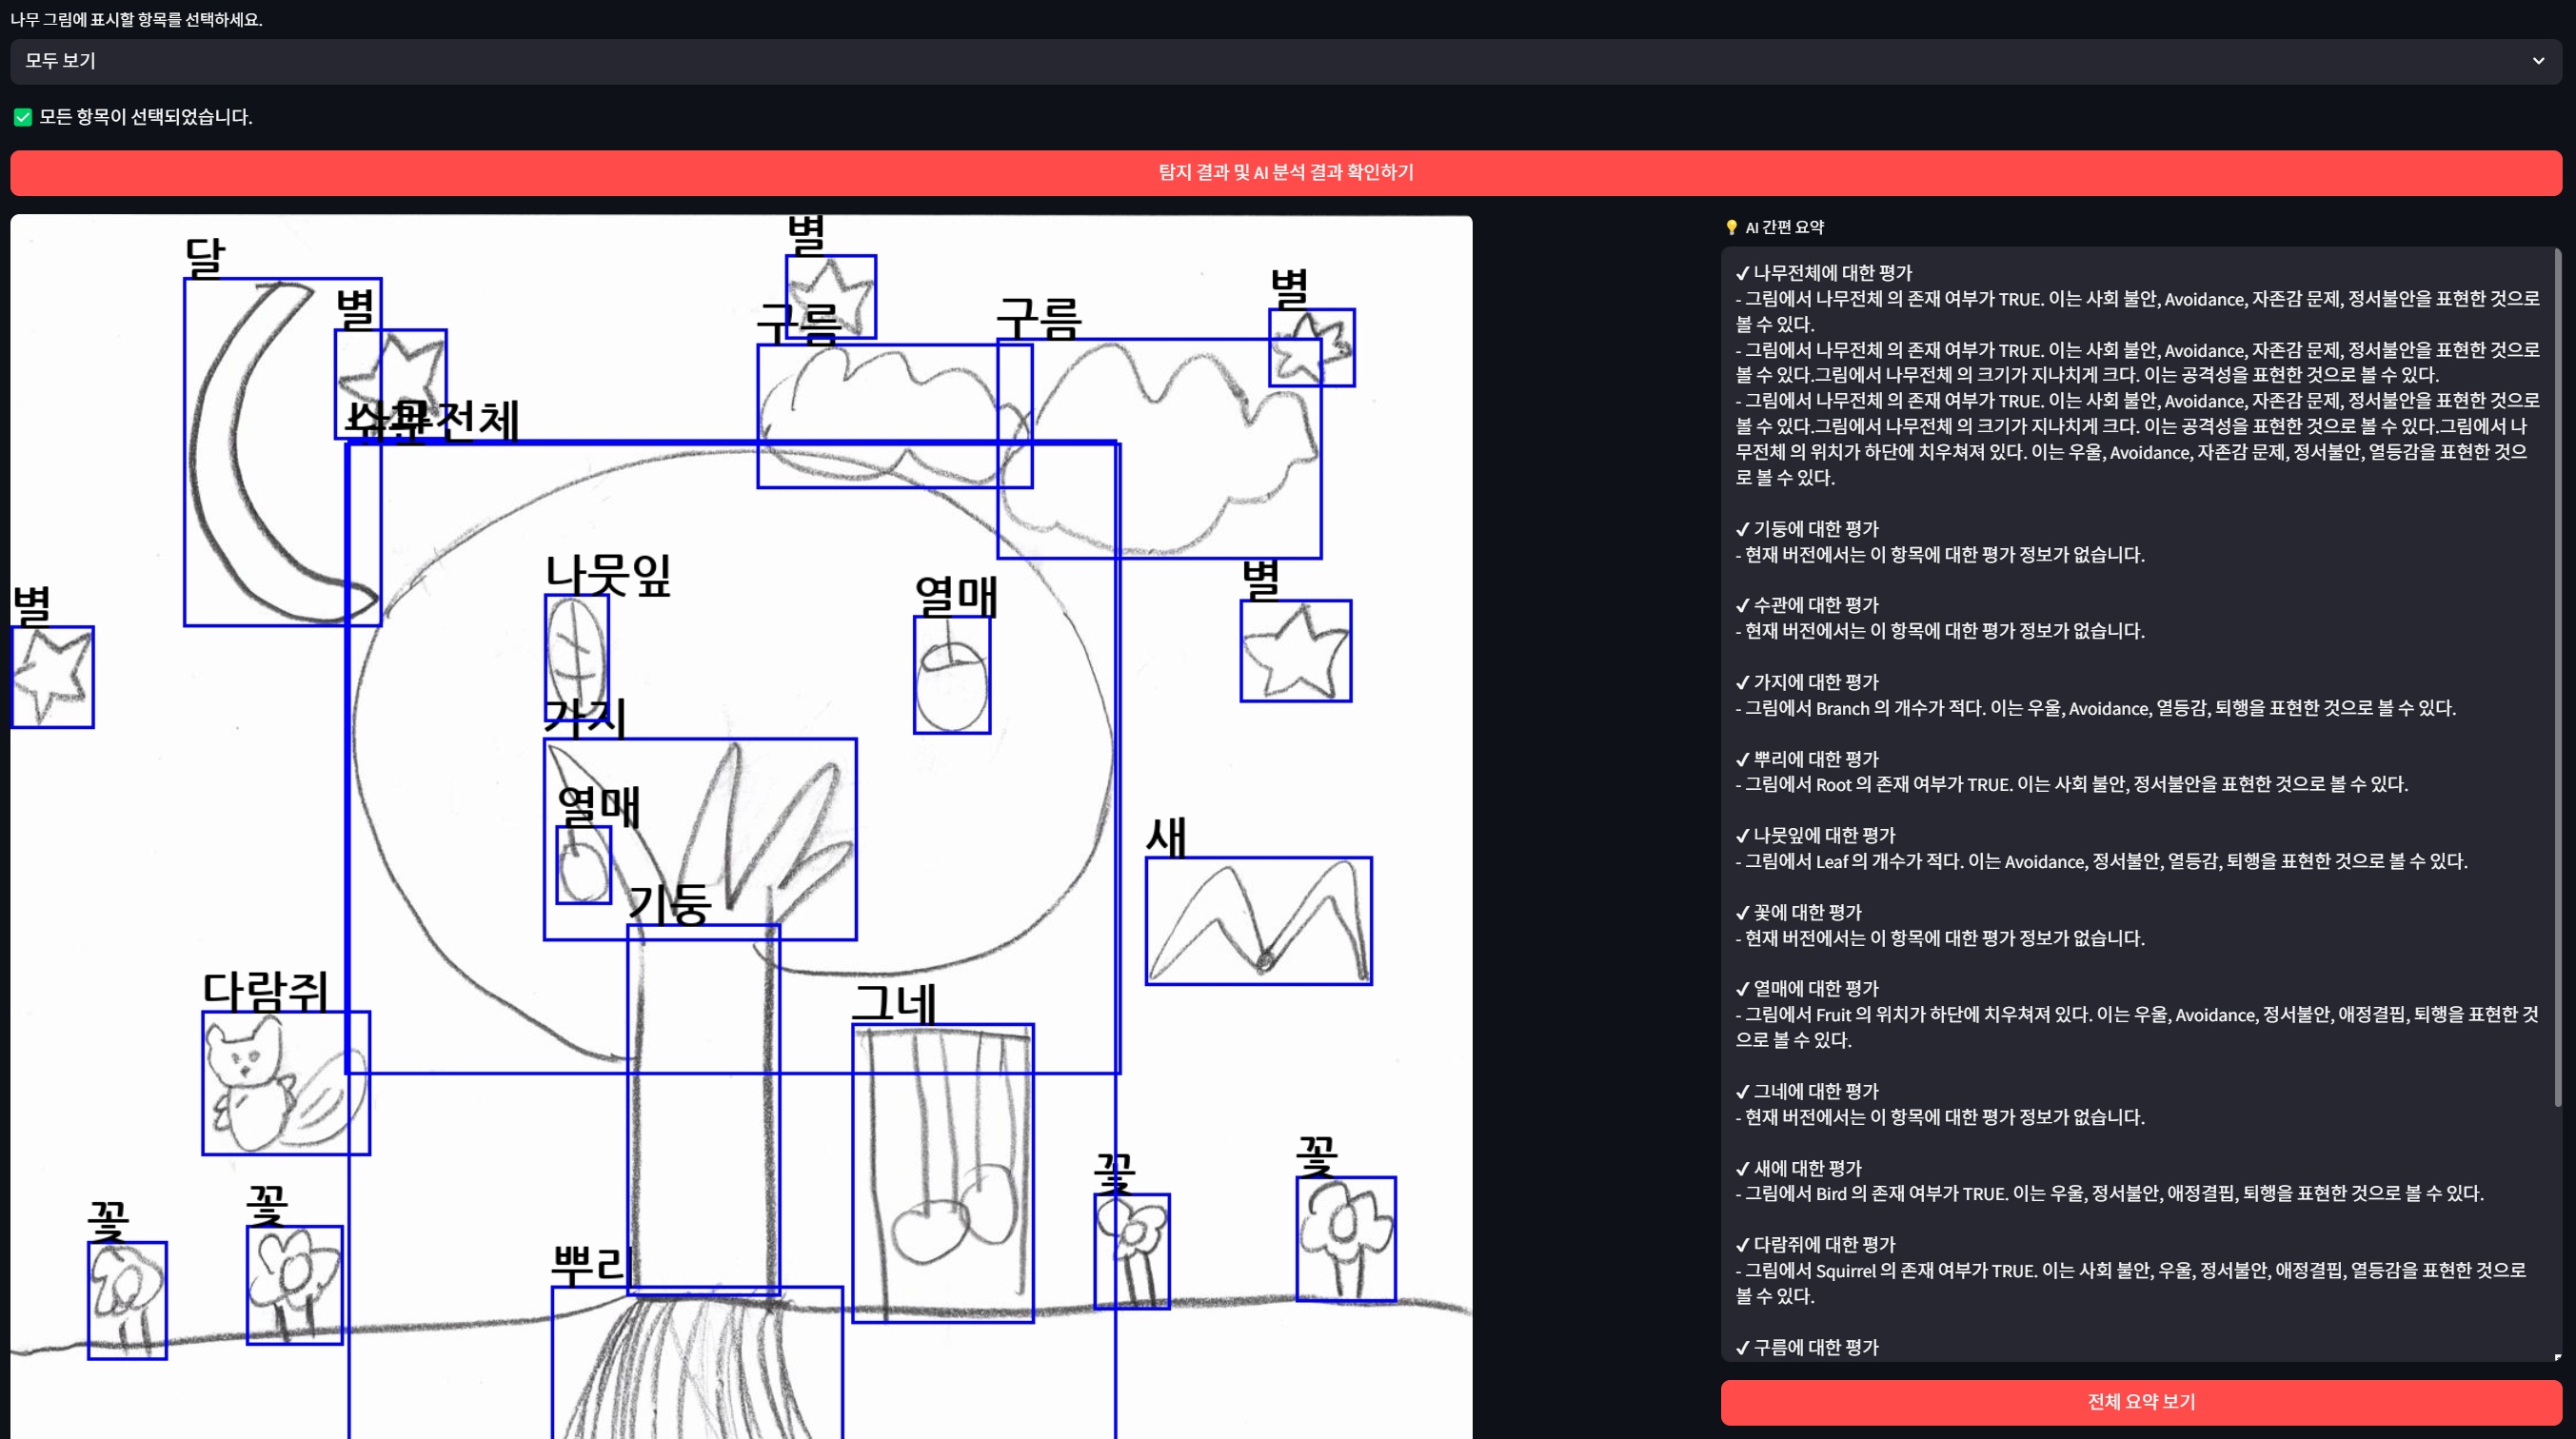 나무 그림에 표시할 항목를 선택하세요.
모두 보기
모든 항목이 선택되었습니다.
탐지 결과 및 AI 분석 결과 확인하기
달
별
별
별
구름
구름
나무전체
나뭇잎
열매
별
별
가지
열매
기둥
새
다람쥐
그네
꽃
꽃
꽃
꽃
뿌리
💡 AI 간편 요약
✓ 나무전체에 대한 평가
- 그림에서 나무전체 의 존재 여부가 TRUE. 이는 사회 불안, Avoidance, 자존감 문제, 정서불안을 표현한 것으로
볼 수 있다.
- 그림에서 나무전체 의 존재 여부가 TRUE. 이는 사회 불안, Avoidance, 자존감 문제, 정서불안을 표현한 것으로
볼 수 있다.그림에서 나무전체 의 크기가 지나치게 크다. 이는 공격성을 표현한 것으로 볼 수 있다.
- 그림에서 나무전체 의 존재 여부가 TRUE. 이는 사회 불안, Avoidance, 자존감 문제, 정서불안을 표현한 것으로
볼 수 있다.그림에서 나무전체 의 크기가 지나치게 크다. 이는 공격성을 표현한 것으로 볼 수 있다.그림에서 나
무전체 의 위치가 하단에 치우쳐져 있다. 이는 우울, Avoidance, 자존감 문제, 정서불안, 열등감을 표현한 것으
로 볼 수 있다.
✓ 기둥에 대한 평가
- 현재 버전에서는 이 항목에 대한 평가 정보가 없습니다.
✓ 수관에 대한 평가
- 현재 버전에서는 이 항목에 대한 평가 정보가 없습니다.
✓ 가지에 대한 평가
- 그림에서 Branch 의 개수가 적다. 이는 우울, Avoidance, 열등감, 퇴행을 표현한 것으로 볼 수 있다.
✓ 뿌리에 대한 평가
- 그림에서 Root 의 존재 여부가 TRUE. 이는 사회 불안, 정서불안을 표현한 것으로 볼 수 있다.
✓ 나뭇잎에 대한 평가
- 그림에서 Leaf 의 개수가 적다. 이는 Avoidance, 정서불안, 열등감, 퇴행을 표현한 것으로 볼 수 있다.
✓ 꽃에 대한 평가
- 현재 버전에서는 이 항목에 대한 평가 정보가 없습니다.
✓ 열매에 대한 평가
- 그림에서 Fruit 의 위치가 하단에 치우쳐져 있다. 이는 우울, Avoidance, 정서불안, 애정결핍, 퇴행을 표현한 것
으로 볼 수 있다.
✓ 그네에 대한 평가
- 현재 버전에서는 이 항목에 대한 평가 정보가 없습니다.
✓ 새에 대한 평가
- 그림에서 Bird 의 존재 여부가 TRUE. 이는 우울, 정서불안, 애정결핍, 퇴행을 표현한 것으로 볼 수 있다.
✓ 다람쥐에 대한 평가
- 그림에서 Squirrel 의 존재 여부가 TRUE. 이는 사회 불안, 우울, 정서불안, 애정결핍, 열등감을 표현한 것으로
볼 수 있다.
✓ 구름에 대한 평가
전체 요약 보기